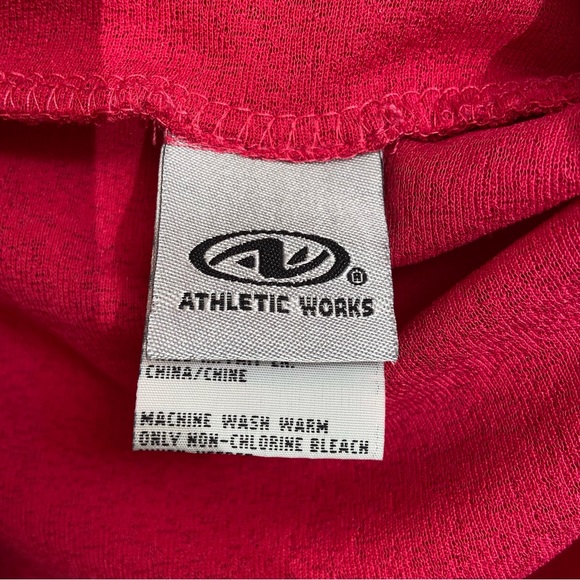 ®
ATHLETIC WORKS
CHINA/CHINE
MACHINE WASH WARM
ONLY NON-CHLORINE BLEACH